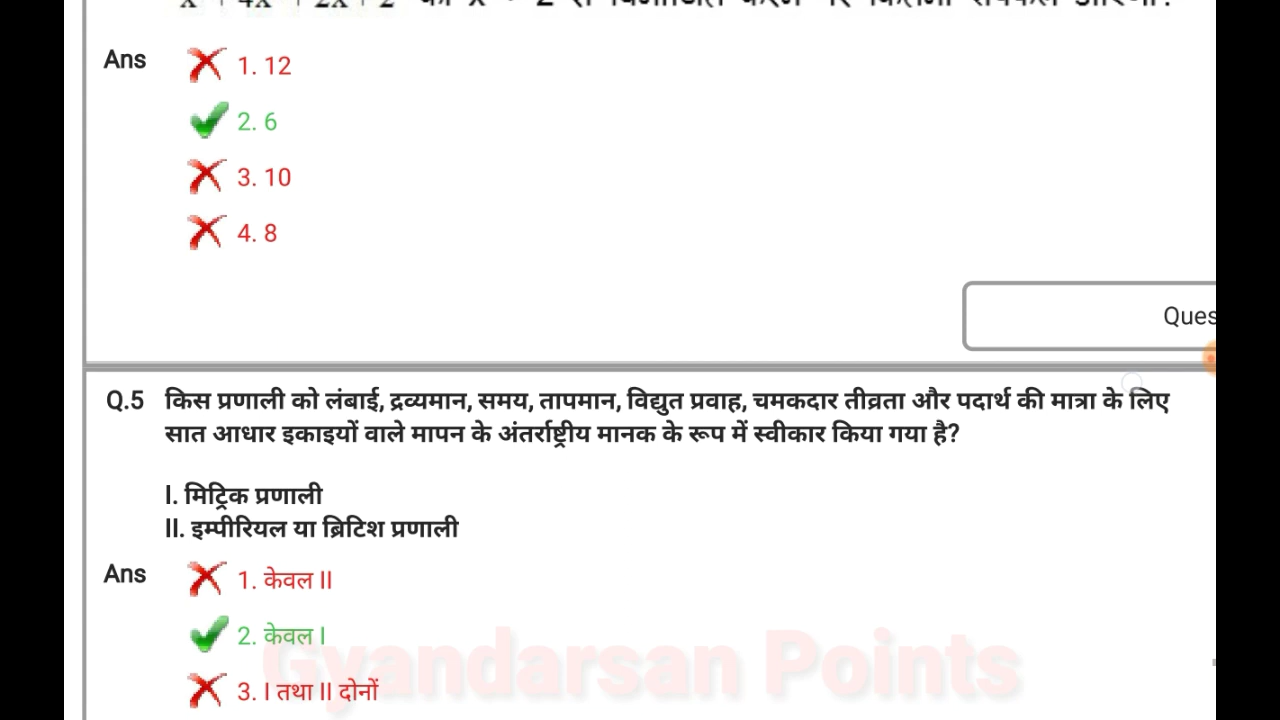 Ans
1. 12
2. 6
3. 10
4. 8
Ques
Q.5 किस प्रणाली को लंबाई, द्रव्यमान, समय, तापमान, विद्युत प्रवाह, चमकदार तीव्रता और पदार्थ की मात्रा के लिए
सात आधार इकाइयों वाले मापन के अंतर्राष्ट्रीय मानक के रूप में स्वीकार किया गया है?
I. मिट्रिक प्रणाली
II. इम्पीरियल या ब्रिटिश प्रणाली
Ans
1. केवल II
2. केवल I
3. I तथा II दोनों
Gyandarsan Points